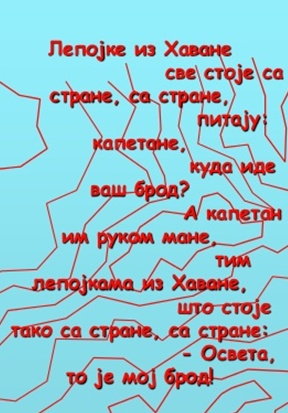 Лепојке из Хаване
све стоје са
стране, са стране,
питају:
капетане,
куда иде
ваш брод?
А капетан
им руком мане,
тим
лепојкама из Хаване,
што стоје
тако са стране, са стране:
- Освета,
то је мој брод!